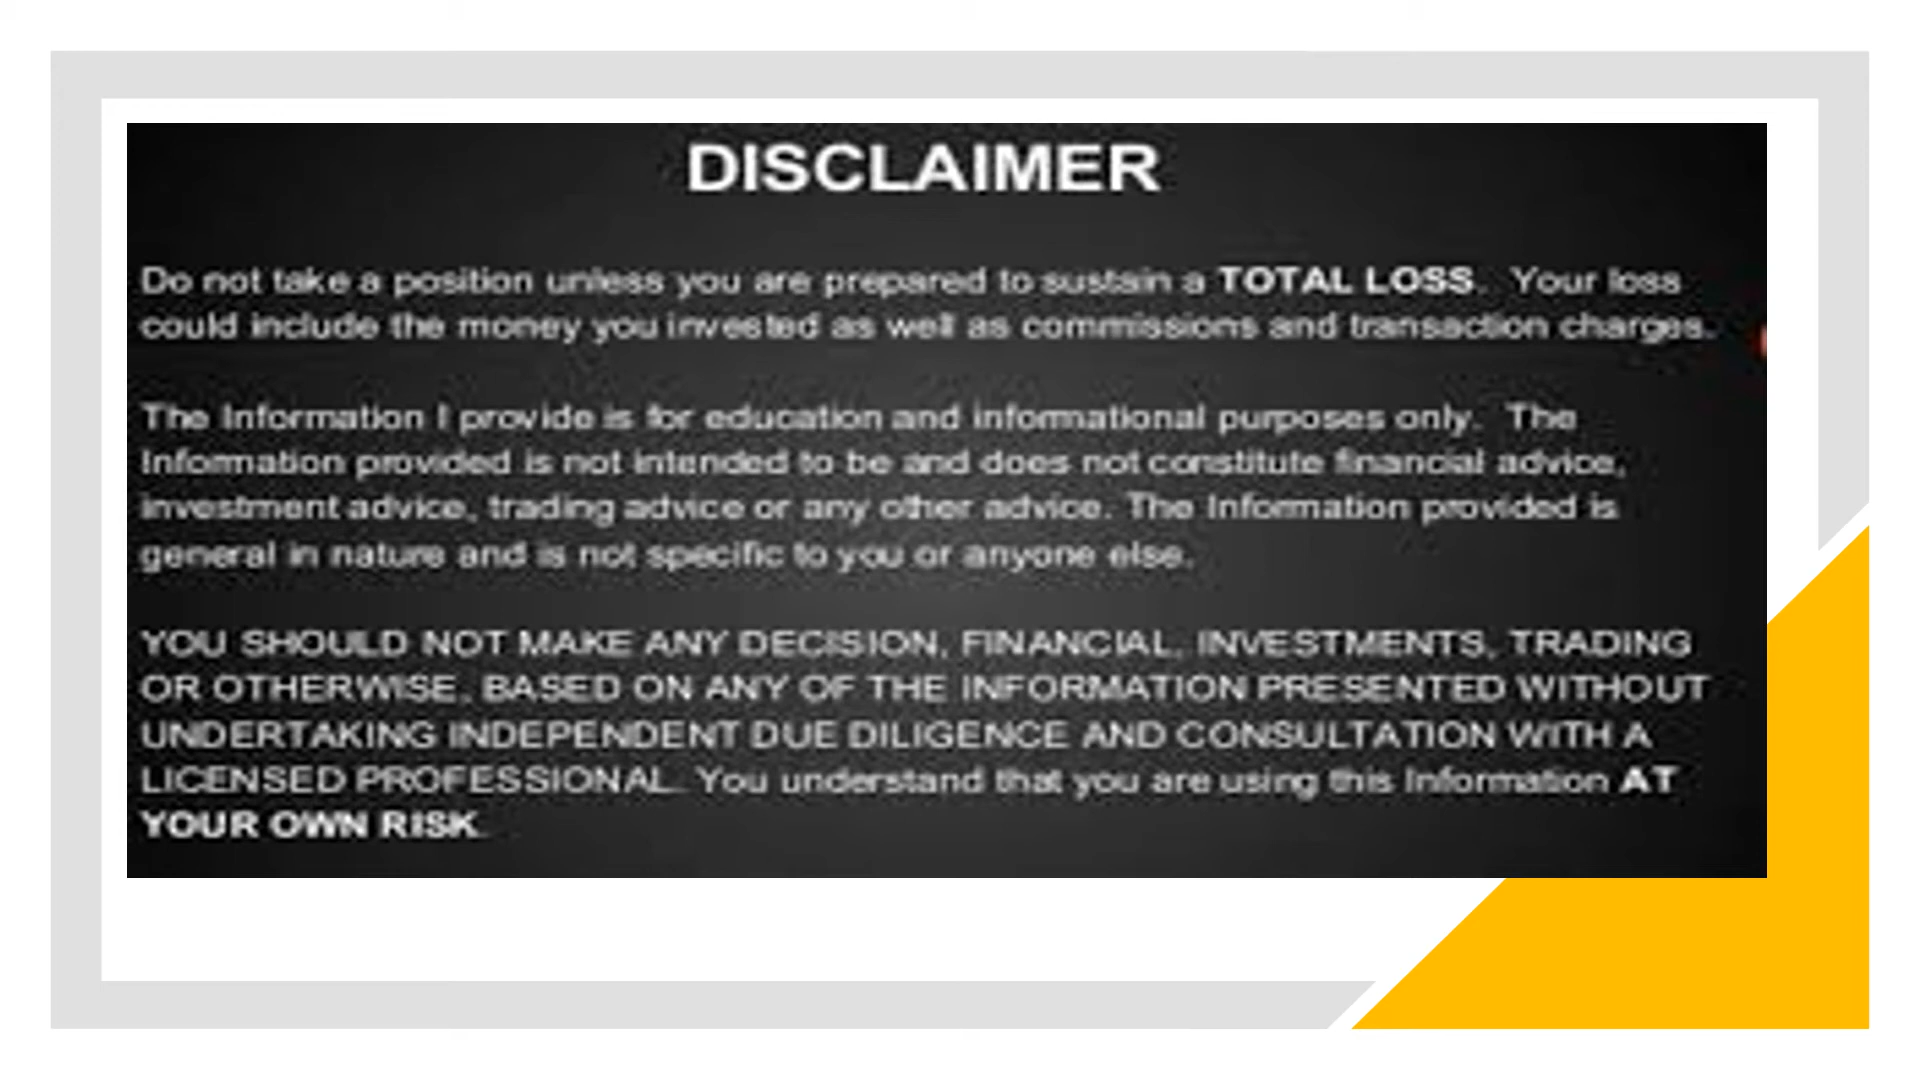 DISCLAIMER
Do not take a position unless you are prepared to sustain a TOTAL LOSS. Your loss
could include the money you invested as well as commissions and transaction charges.
The Information I provide is for education and informational purposes only. The
Information provided is not intended to be and does not constitute financial advice,
investment advice, trading advice or any other advice. The Information provided is
general in nature and is not specific to you or anyone else.
YOU SHOULD NOT MAKE ANY DECISION, FINANCIAL, INVESTMENTS, TRADING
OR OTHERWISE, BASED ON ANY OF THE INFORMATION PRESENTED WITHOUT
UNDERTAKING INDEPENDENT DUE DILIGENCE AND CONSULTATION WITH A
LICENSED PROFESSIONAL. You understand that you are using this Information AT
YOUR OWN RISK.